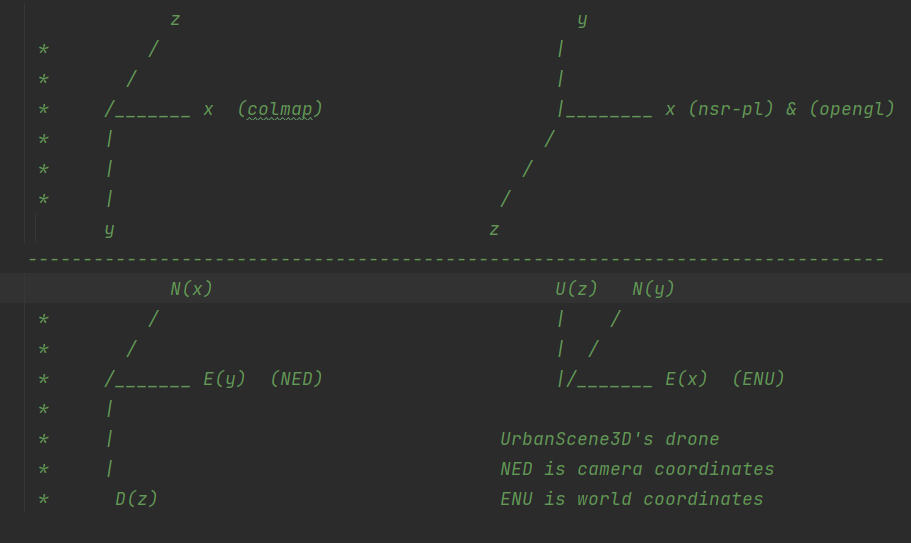 z                                    y
*         /                                    |
*       /                                      |
*     /_______ x  (colmap)                     |________ x (nsr-pl) & (opengl)
*     |                                       /
*     |                                     /
*     |                                   /
      y                                  z
------------------------------------------------------------------------------
            N(x)                               U(z)   N(y)
*         /                                    |    /
*       /                                      |  /
*     /_______ E(y)  (NED)                     |/_______ E(x)  (ENU)
*     |
*     |                                   UrbanScene3D's drone
*     |                                   NED is camera coordinates
*      D(z)                               ENU is world coordinates